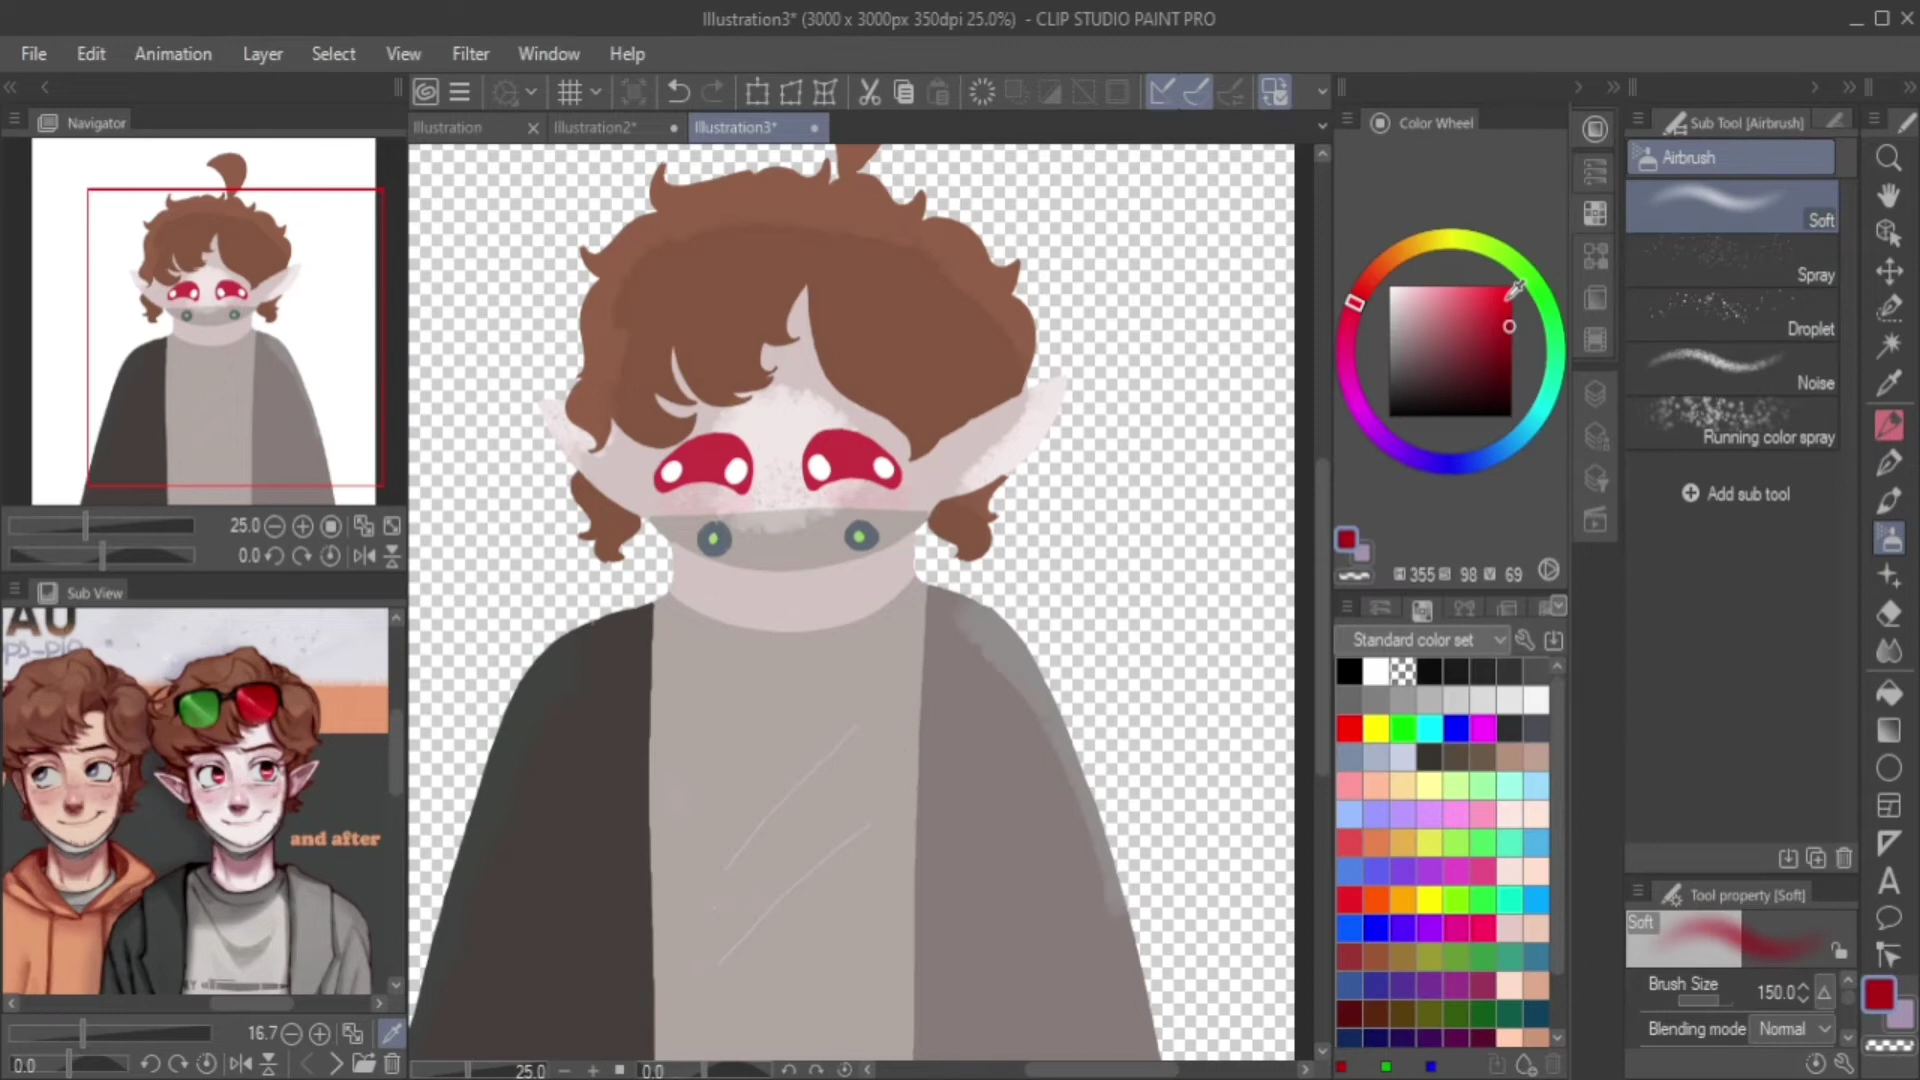 Illustration3* (3000 x 3000px 350dpi 25.0%) - CLIP STUDIO PAINT PRO
File Edit Animation Layer Select View Filter Window Help
Navigator
Illustration Illustration2* Illustration3*
Color Wheel
Sub Tool [Airbrush]
Airbrush
Soft
Spray
Droplet
Noise
Running color spray
Add sub tool
25.0
0.0
355 98 69
Sub View
AU
Standard color set
and after
Tool property [Soft]
Soft
Brush Size 150.0
Blending mode Normal
16.7
0.0
25.0 0.0